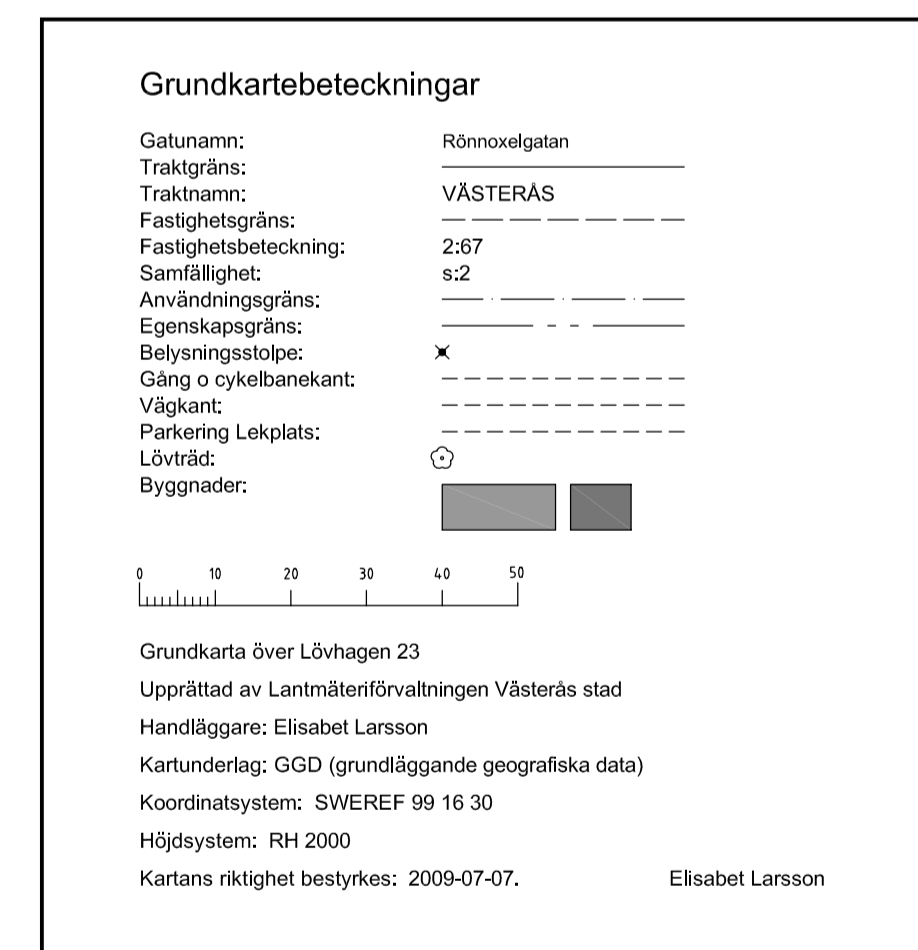 Grundkartebeteckningar
Gatunamn: Rönnoxelgatan
Traktgräns:
Traktnamn: VÄSTERÅS
Fastighetsgräns:
Fastighetsbeteckning: 2:67
Samfällighet: s:2
Användningsgräns:
Egenskapsgräns:
Belysningsstolpe:
Gång o cykelbanekant:
Vägkant:
Parkering Lekplats:
Lövträd:
Byggnader:
0 10 20 30 40 50
Grundkarta över Lövhagen 23
Upprättad av Lantmäteriförvaltningen Västerås stad
Handläggare: Elisabet Larsson
Kartunderlag: GGD (grundläggande geografiska data)
Koordinatsystem: SWEREF 99 16 30
Höjdsystem: RH 2000
Kartans riktighet bestyrkes: 2009-07-07. Elisabet Larsson